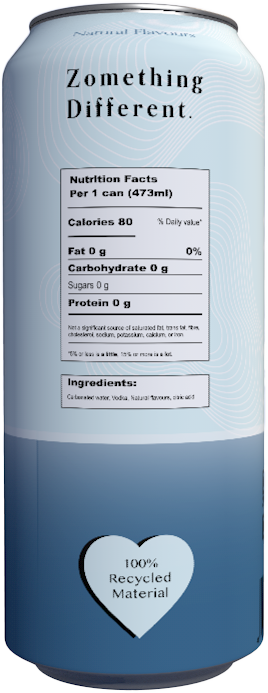 Natural Flavours
Zomething
Different.
Nutrition Facts
Per 1 can (473ml)
Calories 80 % Daily value*
Fat 0 g 0%
Carbohydrate 0 g
Sugars 0 g
Protein 0 g
Not a significant source of saturated fat, trans fat, fibre,
cholesterol, sodium, potassium, calcium, or iron.
*5% or less is a little. 15% or more is a lot.
Ingredients:
Carbonated water, Vodka, Natural flavours, citric acid
100%
Recycled
Material